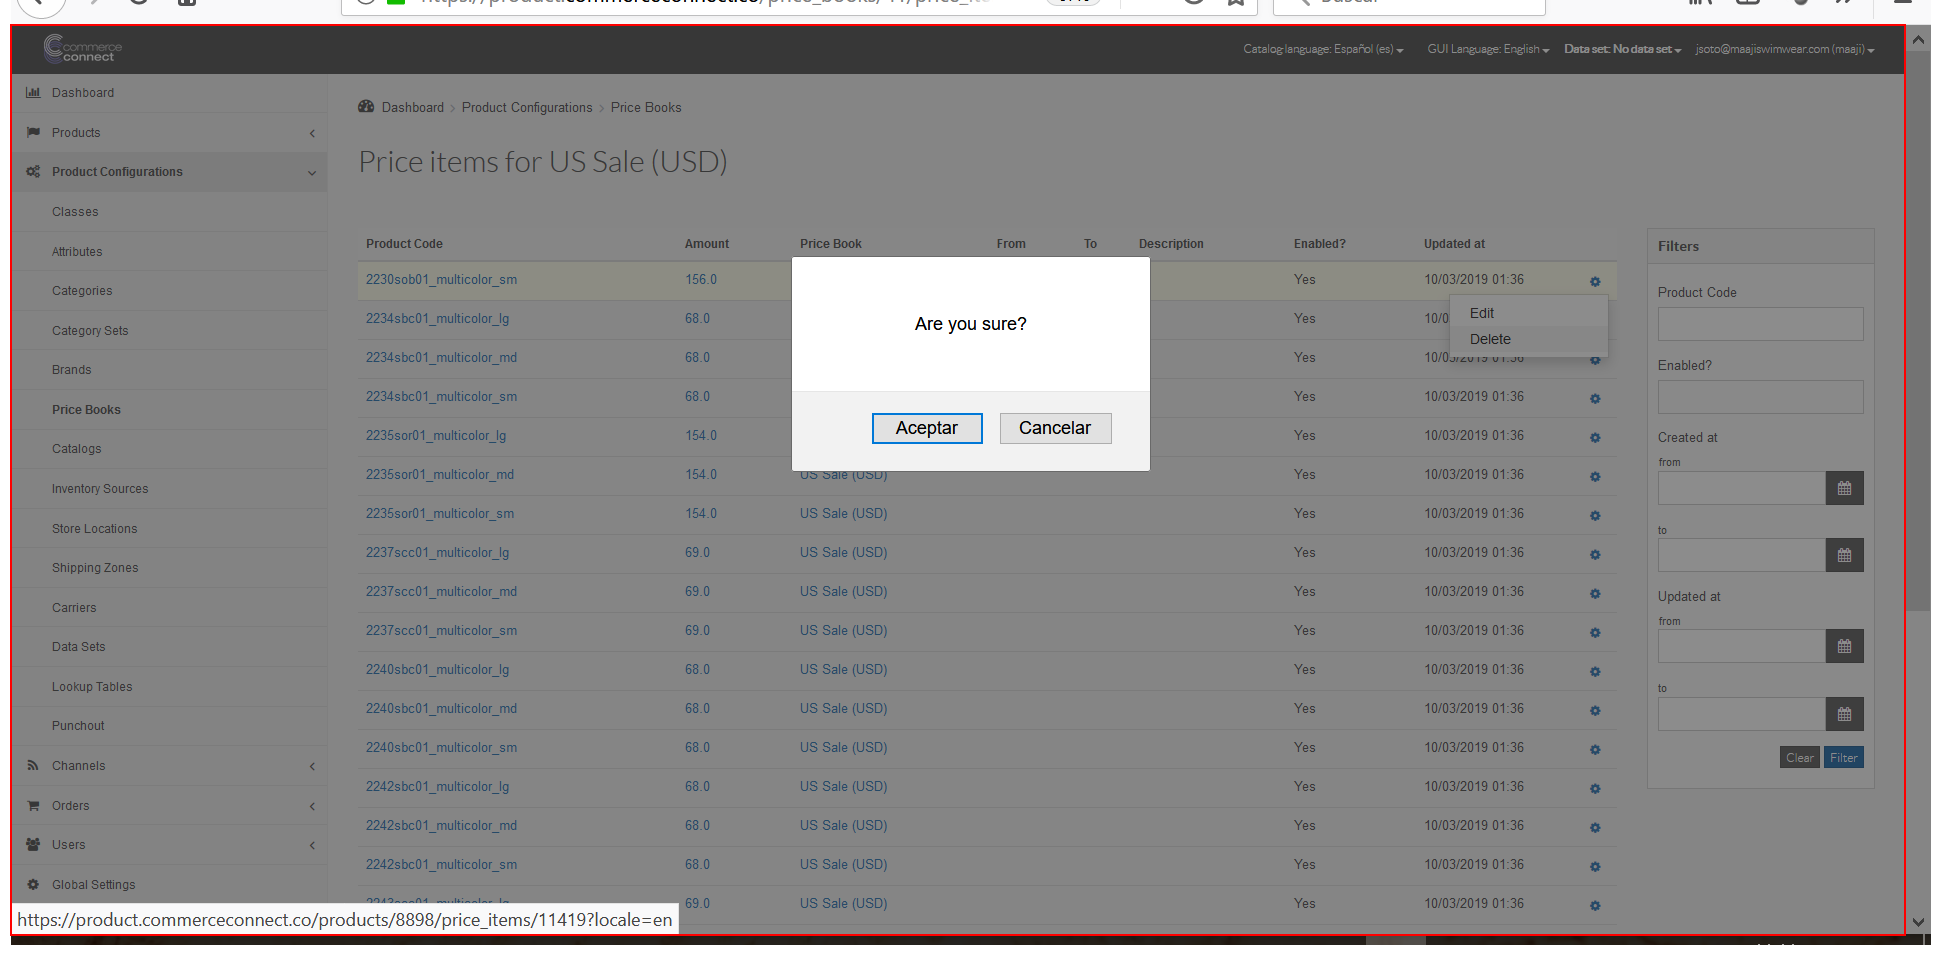 commerce
connect
Catalog language: Español (es)
GUI Language: English
Data set: No data set
jsoto@maajiswimwear.com (maaji)
Dashboard
Products
Product Configurations
Classes
Attributes
Categories
Category Sets
Brands
Price Books
Catalogs
Inventory Sources
Store Locations
Shipping Zones
Carriers
Data Sets
Lookup Tables
Punchout
Channels
Orders
Users
Global Settings
Dashboard > Product Configurations > Price Books
Price items for US Sale (USD)
Product Code Amount Price Book From To Description Enabled? Updated at
2230sob01_multicolor_sm 156.0 Yes 10/03/2019 01:36
2234sbc01_multicolor_lg 68.0 Yes
2234sbc01_multicolor_md 68.0 Yes 10/03/2019 01:36
2234sbc01_multicolor_sm 68.0 Yes 10/03/2019 01:36
2235sor01_multicolor_lg 154.0 Yes 10/03/2019 01:36
2235sor01_multicolor_md 154.0 US Sale (USD) Yes 10/03/2019 01:36
2235sor01_multicolor_sm 154.0 US Sale (USD) Yes 10/03/2019 01:36
2237scc01_multicolor_lg 69.0 US Sale (USD) Yes 10/03/2019 01:36
2237scc01_multicolor_md 69.0 US Sale (USD) Yes 10/03/2019 01:36
2237scc01_multicolor_sm 69.0 US Sale (USD) Yes 10/03/2019 01:36
2240sbc01_multicolor_lg 68.0 US Sale (USD) Yes 10/03/2019 01:36
2240sbc01_multicolor_md 68.0 US Sale (USD) Yes 10/03/2019 01:36
2240sbc01_multicolor_sm 68.0 US Sale (USD) Yes 10/03/2019 01:36
2242sbc01_multicolor_lg 68.0 US Sale (USD) Yes 10/03/2019 01:36
2242sbc01_multicolor_md 68.0 US Sale (USD) Yes 10/03/2019 01:36
2242sbc01_multicolor_sm 68.0 US Sale (USD) Yes 10/03/2019 01:36
69.0 US Sale (USD) Yes 10/03/2019 01:36
Edit
Delete
Are you sure?
Aceptar
Cancelar
Filters
Product Code
Enabled?
Created at
from
to
Updated at
from
to
Clear
Filter
https://product.commerceconnect.co/products/8898/price_items/11419?locale=en